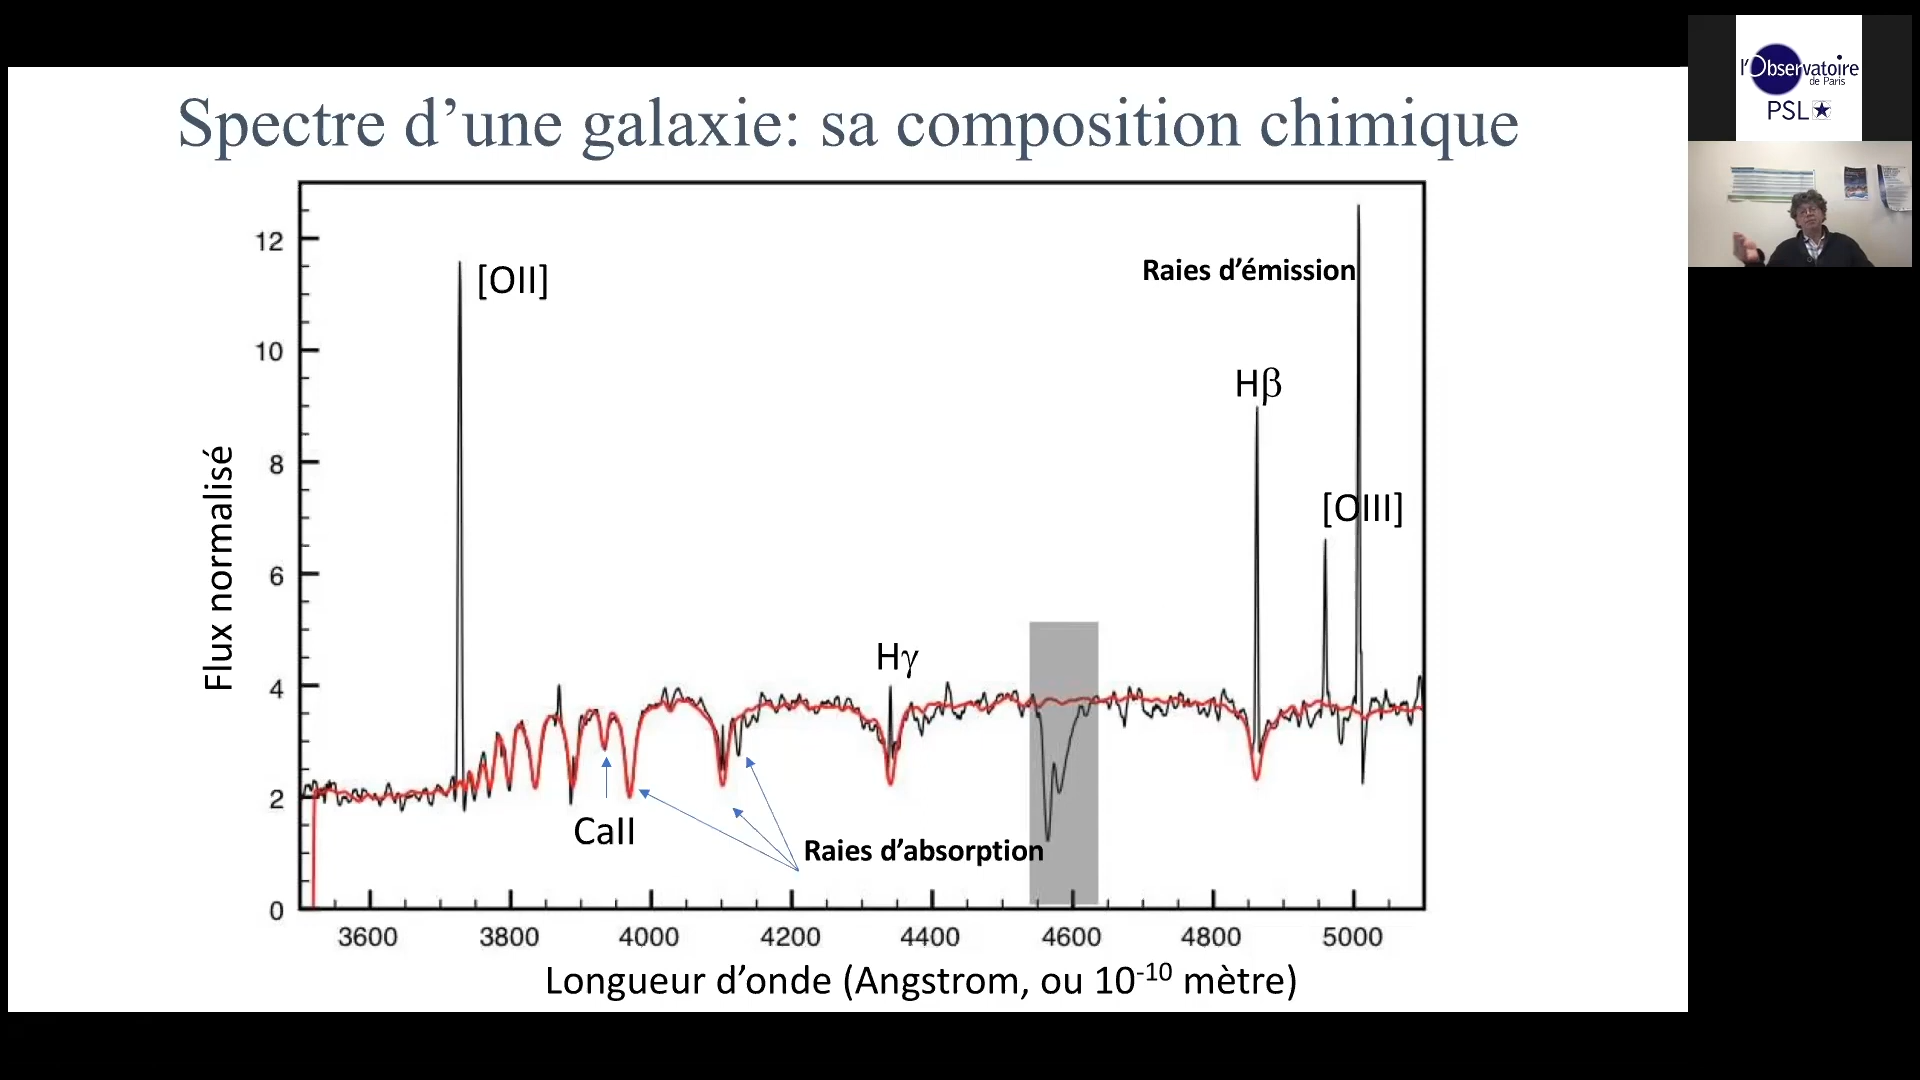 Spectre d’une galaxie: sa composition chimique
l'Observatoire
de Paris
PSL
12
10
8
6
4
2
0
Flux normalisé
[OII]
Raies d’émission
Hβ
[OIII]
Hγ
CaII
Raies d’absorption
3600 3800 4000 4200 4400 4600 4800 5000
Longueur d’onde (Angstrom, ou 10⁻¹⁰ mètre)